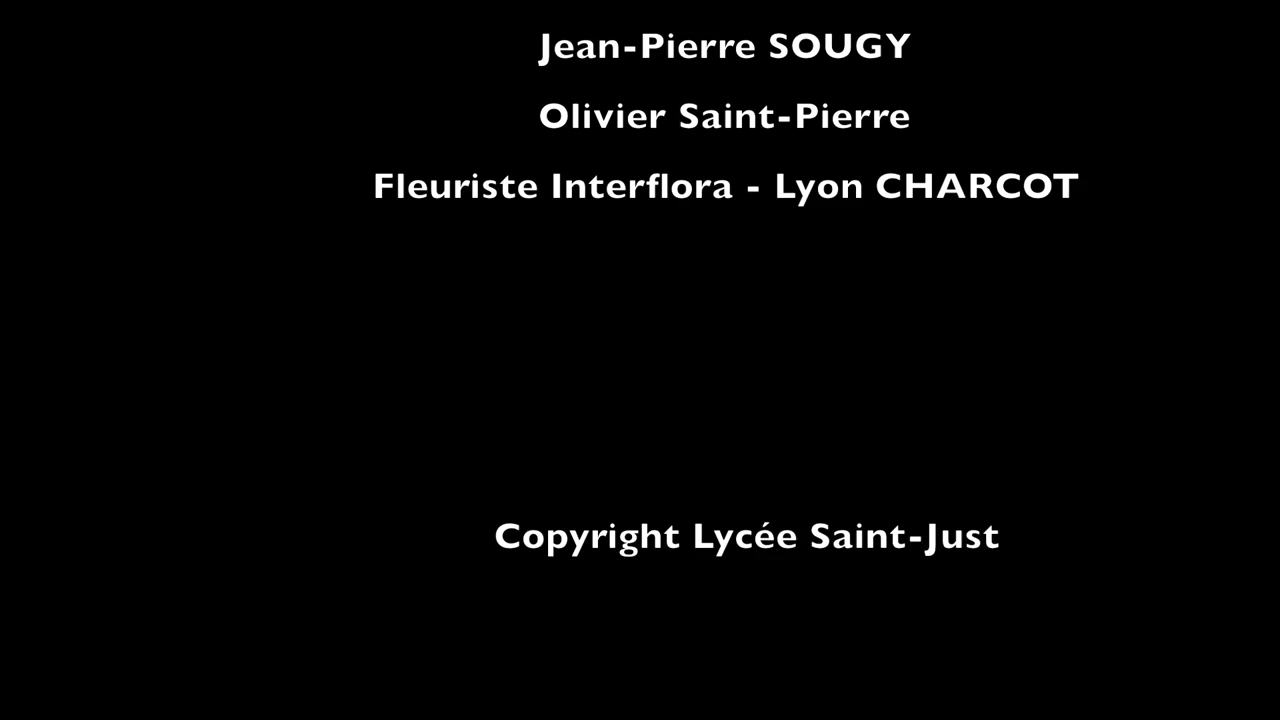 Jean-Pierre SOUGY
Olivier Saint-Pierre
Fleuriste Interflora - Lyon CHARCOT
Copyright Lycée Saint-Just